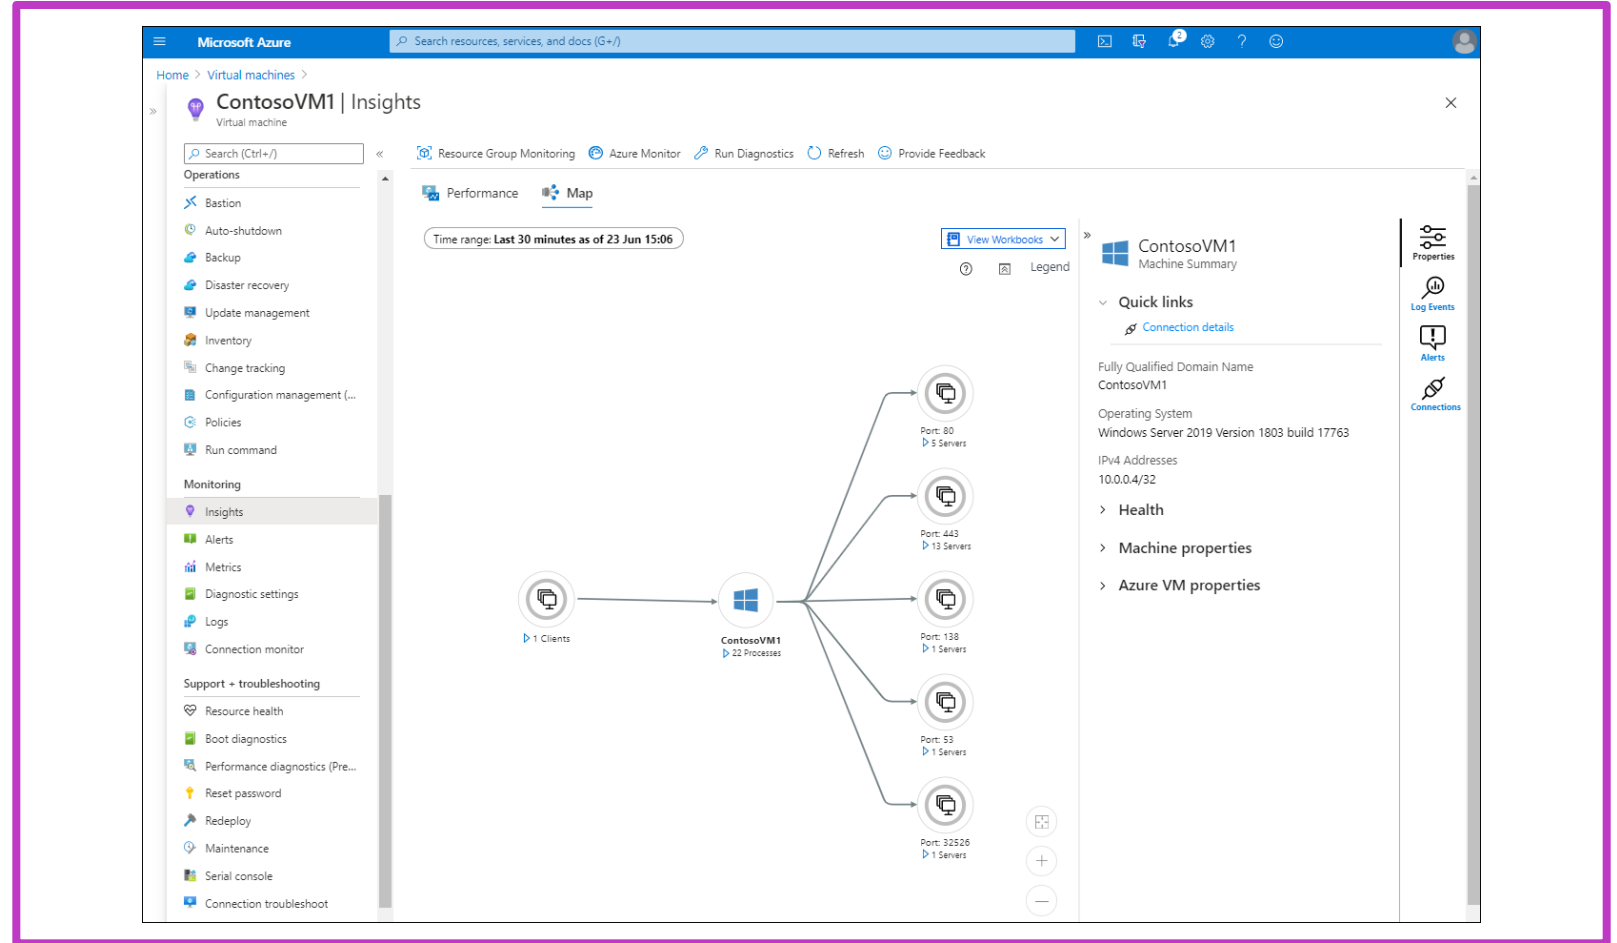 Microsoft Azure
Search resources, services, and docs (G+/)
2
Home > Virtual machines >
ContosoVM1 | Insights
Virtual machine
Search (Ctrl+/)
Resource Group Monitoring
Azure Monitor
Run Diagnostics
Refresh
Provide Feedback
Operations
Bastion
Auto-shutdown
Backup
Disaster recovery
Update management
Inventory
Change tracking
Configuration management (...
Policies
Run command
Monitoring
Insights
Alerts
Metrics
Diagnostic settings
Logs
Connection monitor
Support + troubleshooting
Resource health
Boot diagnostics
Performance diagnostics (Pre...
Reset password
Redeploy
Maintenance
Serial console
Connection troubleshoot
Performance
Map
Time range: Last 30 minutes as of 23 Jun 15:06
View Workbooks
Legend
1 Clients
ContosoVM1
22 Processes
Port: 80
5 Servers
Port: 443
13 Servers
Port: 138
1 Servers
Port: 53
1 Servers
Port: 32526
1 Servers
ContosoVM1
Machine Summary
Quick links
Connection details
Fully Qualified Domain Name
ContosoVM1
Operating System
Windows Server 2019 Version 1803 build 17763
IPv4 Addresses
10.0.0.4/32
Health
Machine properties
Azure VM properties
Properties
Log Events
Alerts
Connections